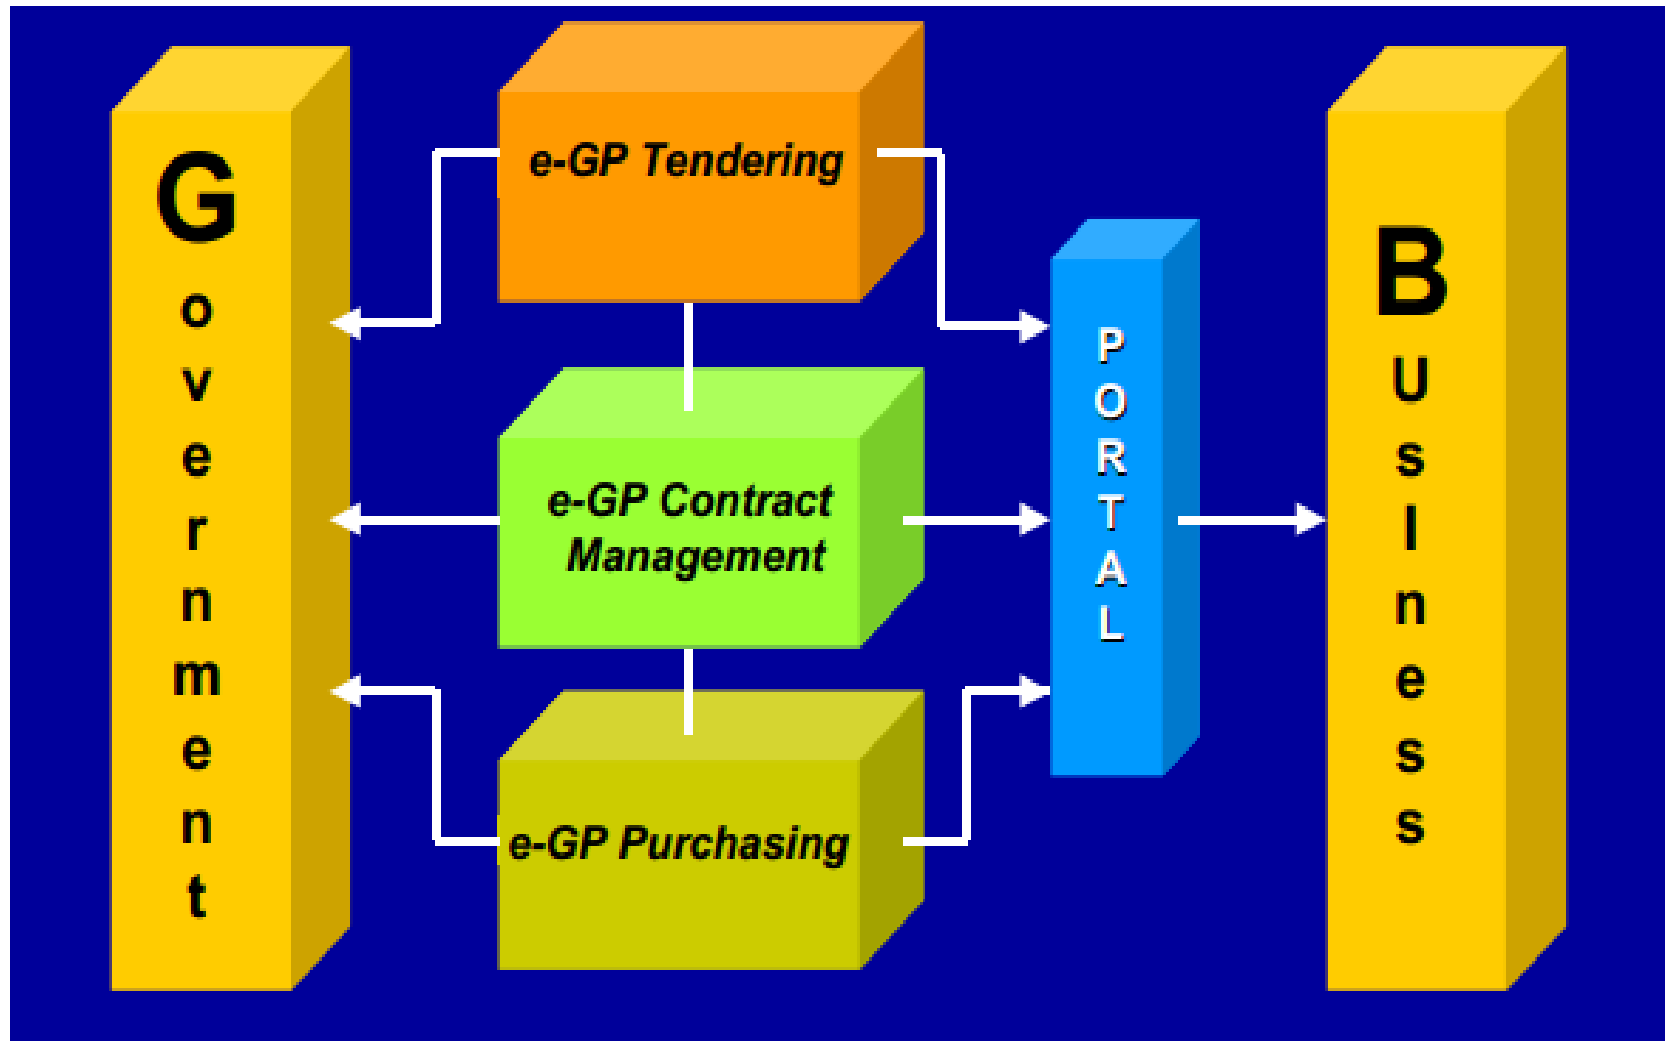 Government
e-GP Tendering
e-GP Contract
Management
e-GP Purchasing
PORTAL
BUsIness